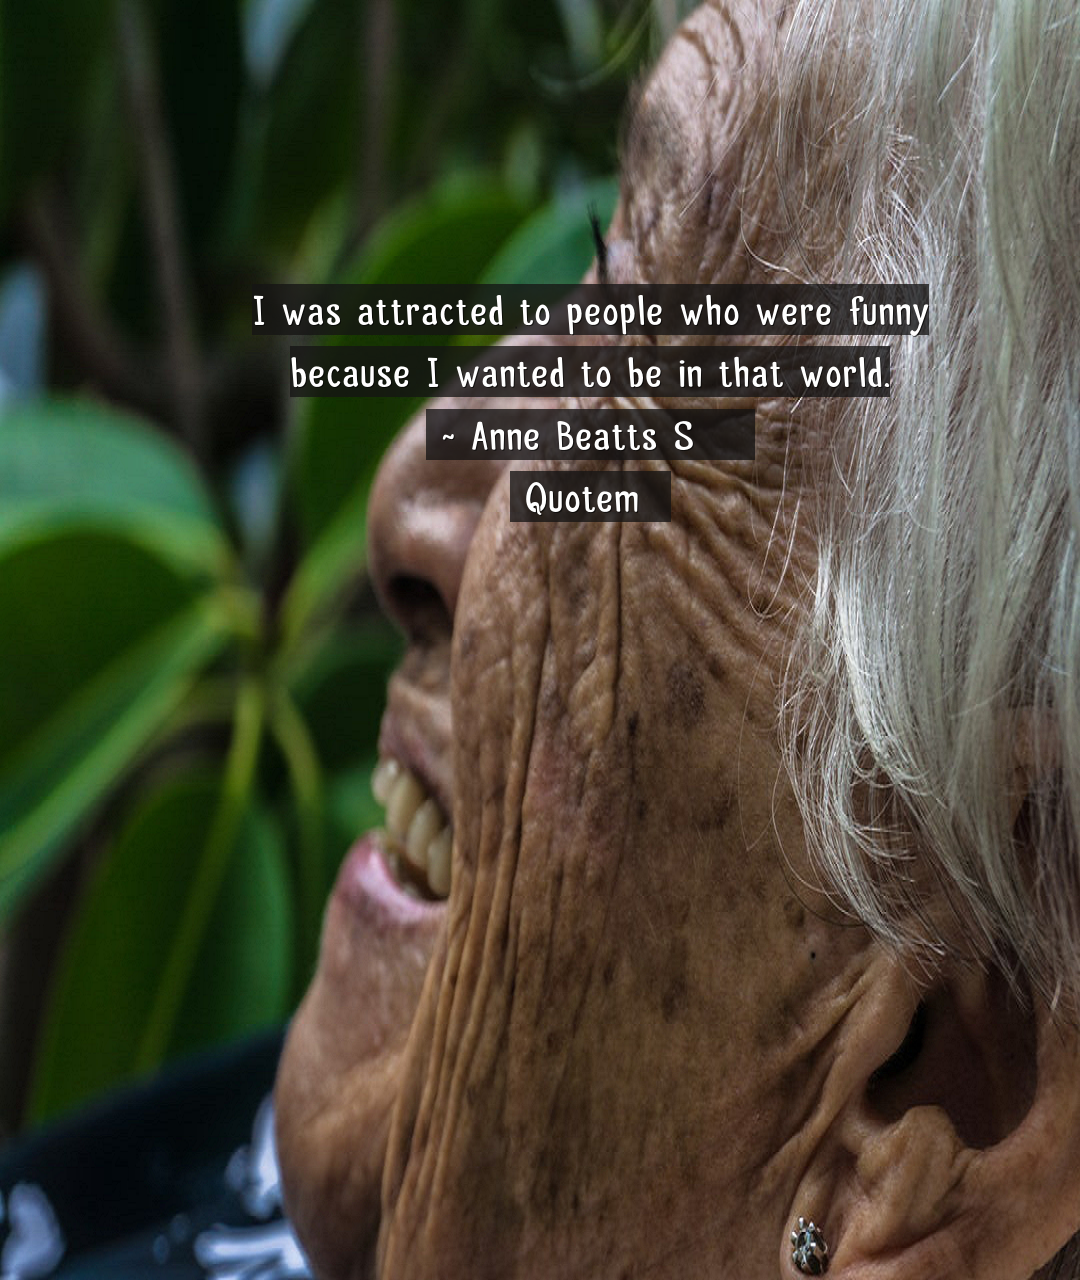 I was attracted to people who were funny
because I wanted to be in that world.
~ Anne Beatts S
Quotem